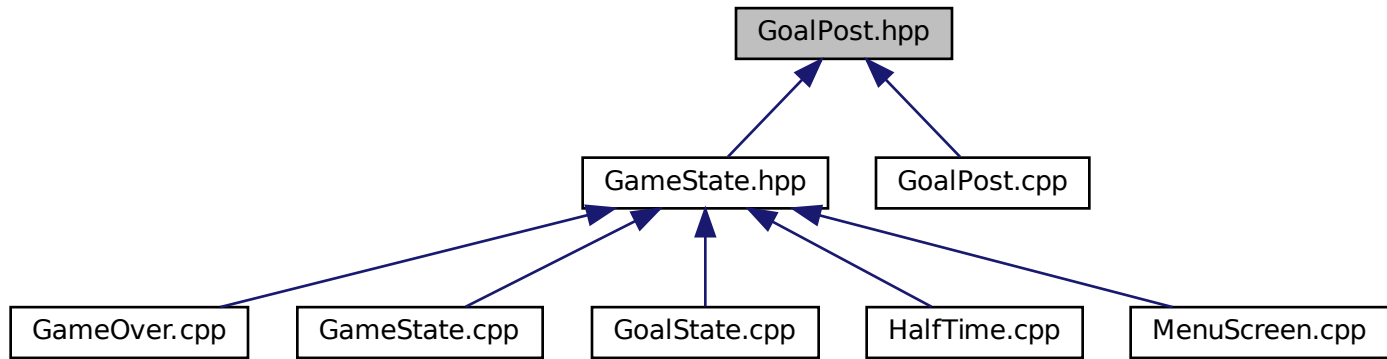 GoalPost.hpp
GameState.hpp
GoalPost.cpp
GameOver.cpp
GameState.cpp
GoalState.cpp
HalfTime.cpp
MenuScreen.cpp